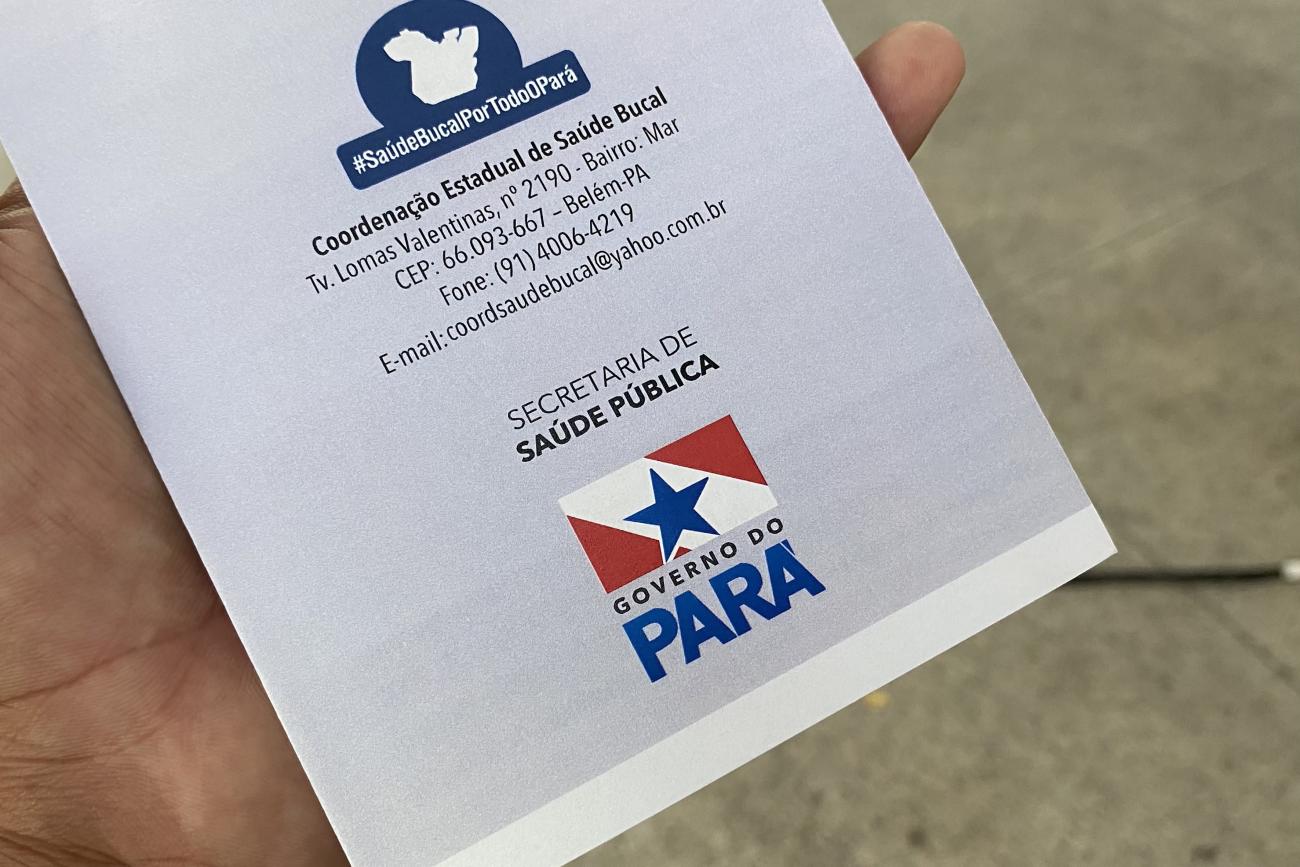 #SaúdeBucalPorTodoOPará
Coordenação Estadual de Saúde Bucal
Tv. Lomas Valentinas, nº 2190 - Bairro: Mar
CEP: 66.093-667 – Belém-PA
Fone: (91) 4006-4219
E-mail: coordsaudebucal@yahoo.com.br
SECRETARIA DE
SAÚDE PÚBLICA
GOVERNO DO
PARÁ